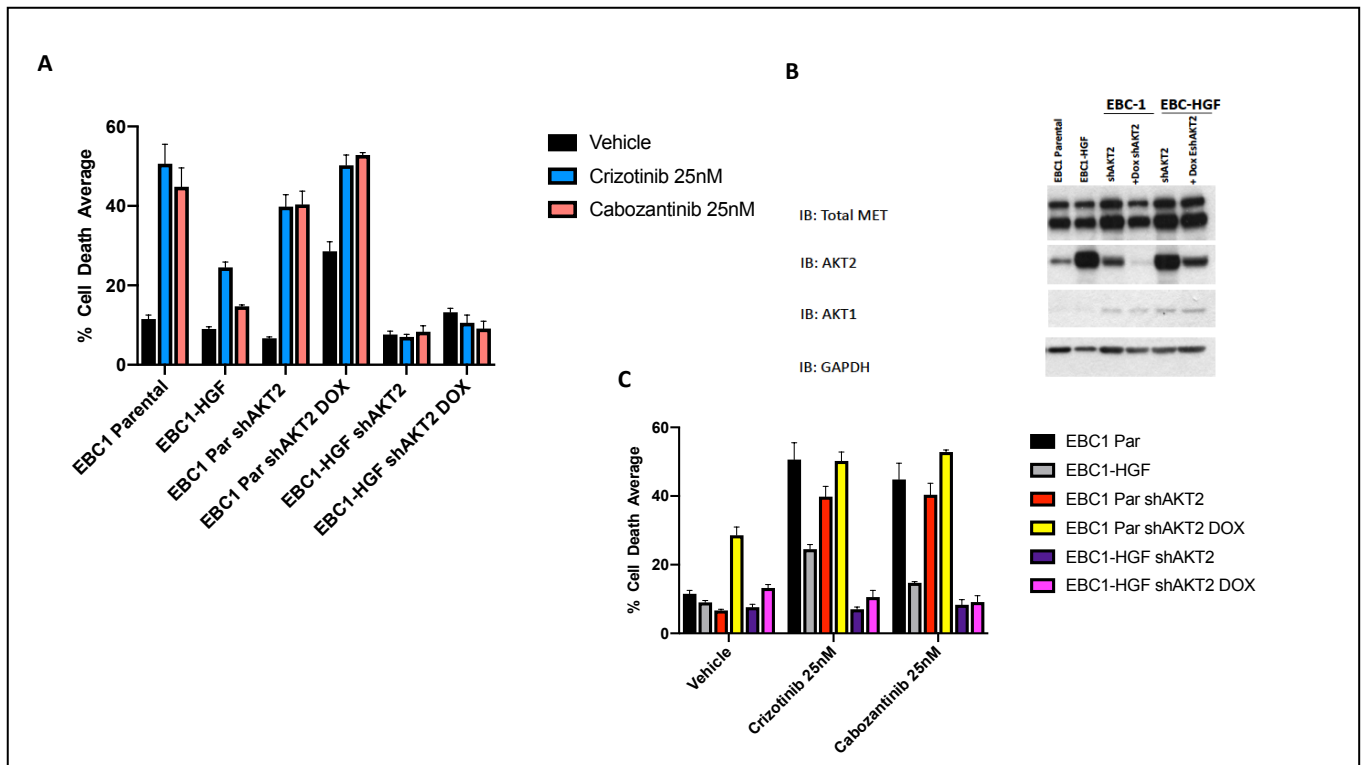 A
% Cell Death Average
60
40
20
0
EBC1 Parental
EBC1-HGF
EBC1 Par shAKT2
EBC1 Par shAKT2 DOX
EBC1-HGF shAKT2
EBC1-HGF shAKT2 DOX
Vehicle
Crizotinib 25nM
Cabozantinib 25nM
B
EBC-1
EBC-HGF
EBC1 Parental
EBC1-HGF
shAKT2
+Dox shAKT2
shAKT2
+ Dox EshAKT2
IB: Total MET
IB: AKT2
IB: AKT1
IB: GAPDH
C
% Cell Death Average
60
40
20
0
Vehicle
Crizotinib 25nM
Cabozantinib 25nM
EBC1 Par
EBC1-HGF
EBC1 Par shAKT2
EBC1 Par shAKT2 DOX
EBC1-HGF shAKT2
EBC1-HGF shAKT2 DOX